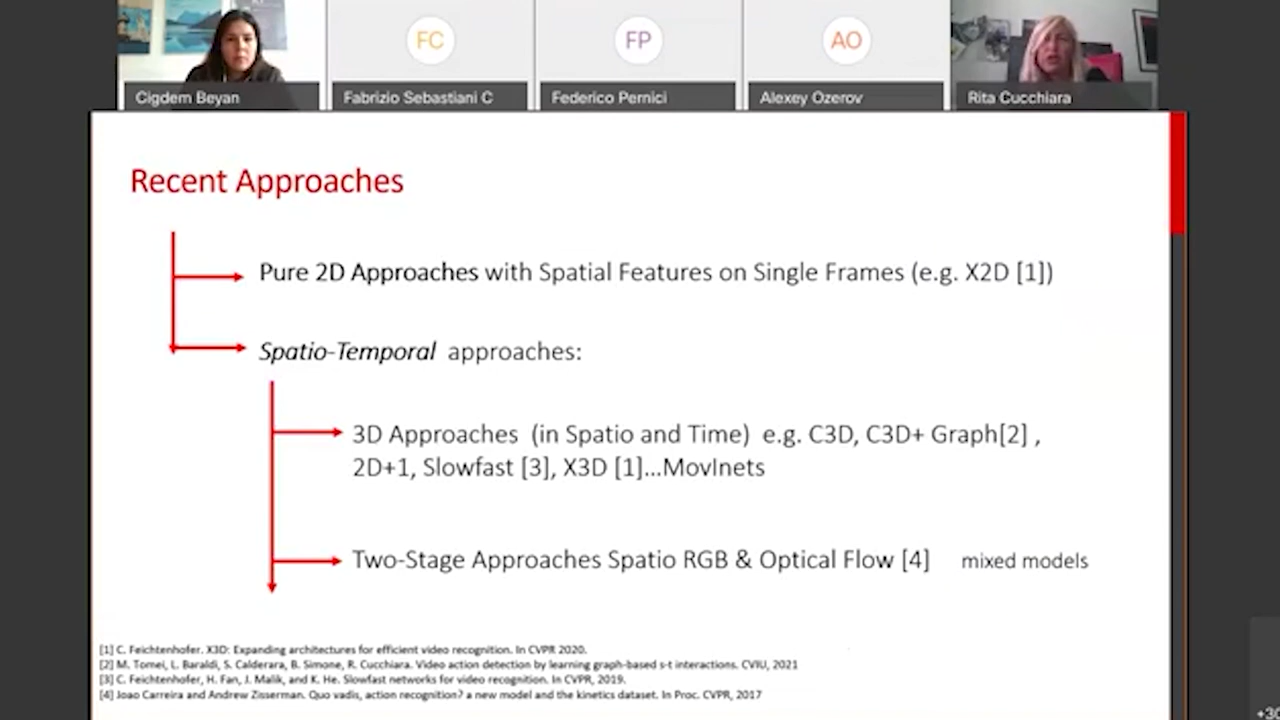 FC
FP
AO
Cigdem Beyan
Fabrizio Sebastiani C
Federico Pernici
Alexey Ozerov
Rita Cucchiara
Recent Approaches
Pure 2D Approaches with Spatial Features on Single Frames (e.g. X2D [1])
Spatio-Temporal approaches:
3D Approaches (in Spatio and Time) e.g. C3D, C3D+ Graph[2] ,
2D+1, Slowfast [3], X3D [1]...MovInets
Two-Stage Approaches Spatio RGB & Optical Flow [4] mixed models
[1] C. Feichtenhofer. X3D: Expanding architectures for efficient video recognition. In CVPR 2020.
[2] M. Tomei, L. Baraldi, S. Calderara, B. Simone, R. Cucchiara. Video action detection by learning graph-based s-t interactions. CVIU, 2021
[3] C. Feichtenhofer, H. Fan, J. Malik, and K. He. Slowfast networks for video recognition. In CVPR, 2019.
[4] Joao Carreira and Andrew Zisserman. Quo vadis, action recognition? a new model and the kinetics dataset. In Proc. CVPR, 2017